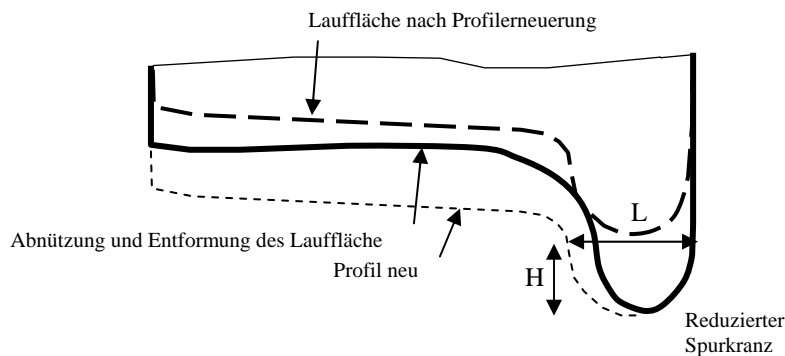 Lauffläche nach Profilerneuerung
L
Abnützung und Entformung des Lauffläche
Profil neu
H
Reduzierter
Spurkranz